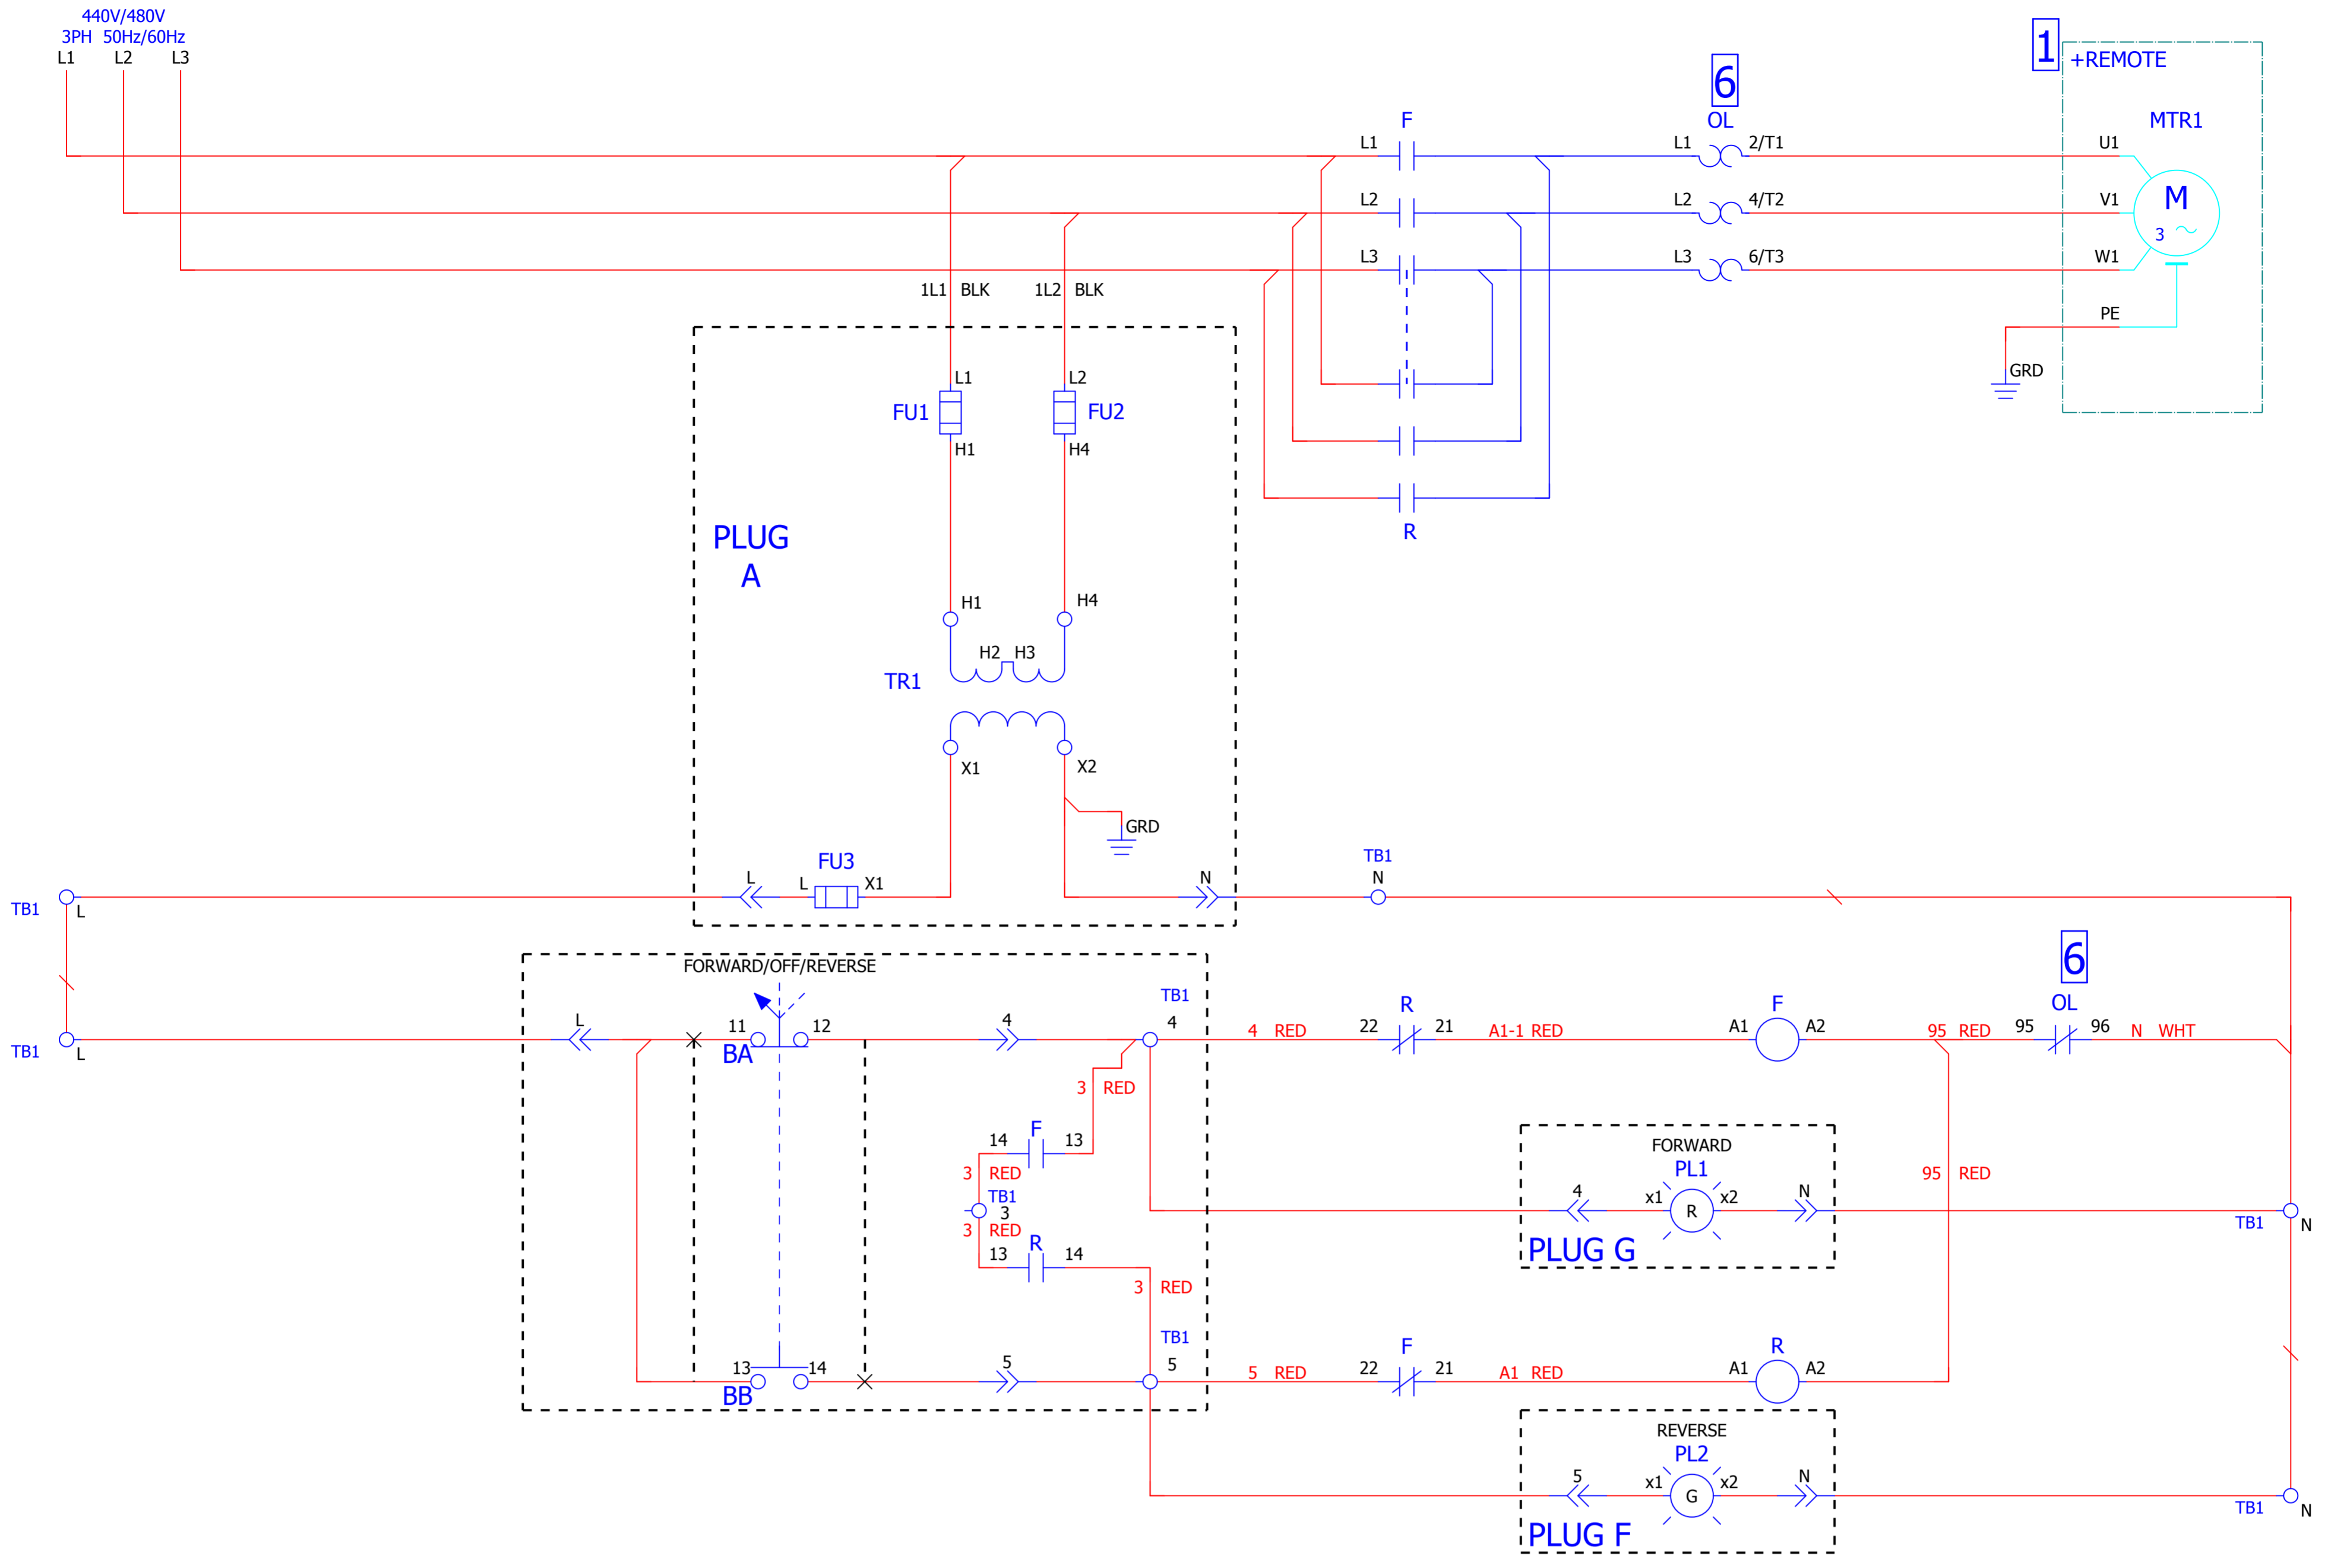 440V/480V
3PH 50Hz/60Hz
L1 L2 L3
1
+REMOTE
6
F
OL
MTR1
L1
L1
2/T1
U1
L2
L2
4/T2
V1
M
3
L3
L3
6/T3
W1
1L1 BLK
1L2 BLK
PE
GRD
L1
L2
FU1
FU2
H1
H4
R
PLUG
A
H1
H4
H2 H3
TR1
X1
X2
GRD
FU3
L
L
X1
N
TB1
N
TB1
L
6
FORWARD/OFF/REVERSE
TB1
L
L
11
12
BA
4
TB1
4
4 RED
R
22
21
A1-1 RED
F
A1
A2
95 RED
OL
95
96
N WHT
3 RED
F
14
13
3 RED
TB1
3
3 RED
R
13
14
3 RED
FORWARD
PL1
4
x1
R
x2
N
PLUG G
95 RED
TB1
N
13
14
BB
5
TB1
5
5 RED
F
22
21
A1 RED
R
A1
A2
REVERSE
PL2
5
x1
G
x2
N
PLUG F
TB1
N